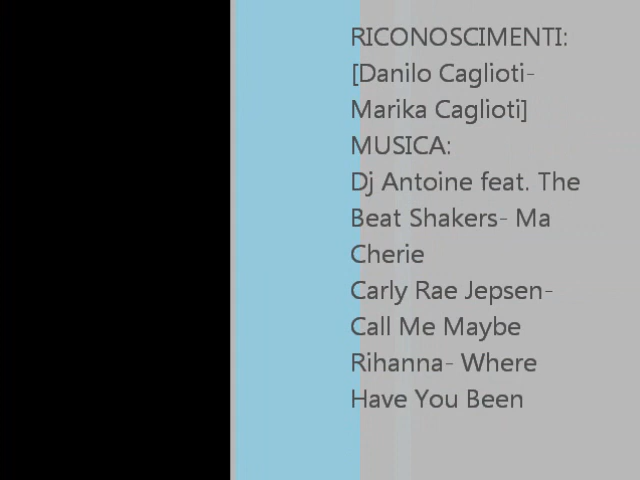 RICONOSCIMENTI:
[Danilo Caglioti-
Marika Caglioti]
MUSICA:
Dj Antoine feat. The
Beat Shakers- Ma
Cherie
Carly Rae Jepsen-
Call Me Maybe
Rihanna- Where
Have You Been